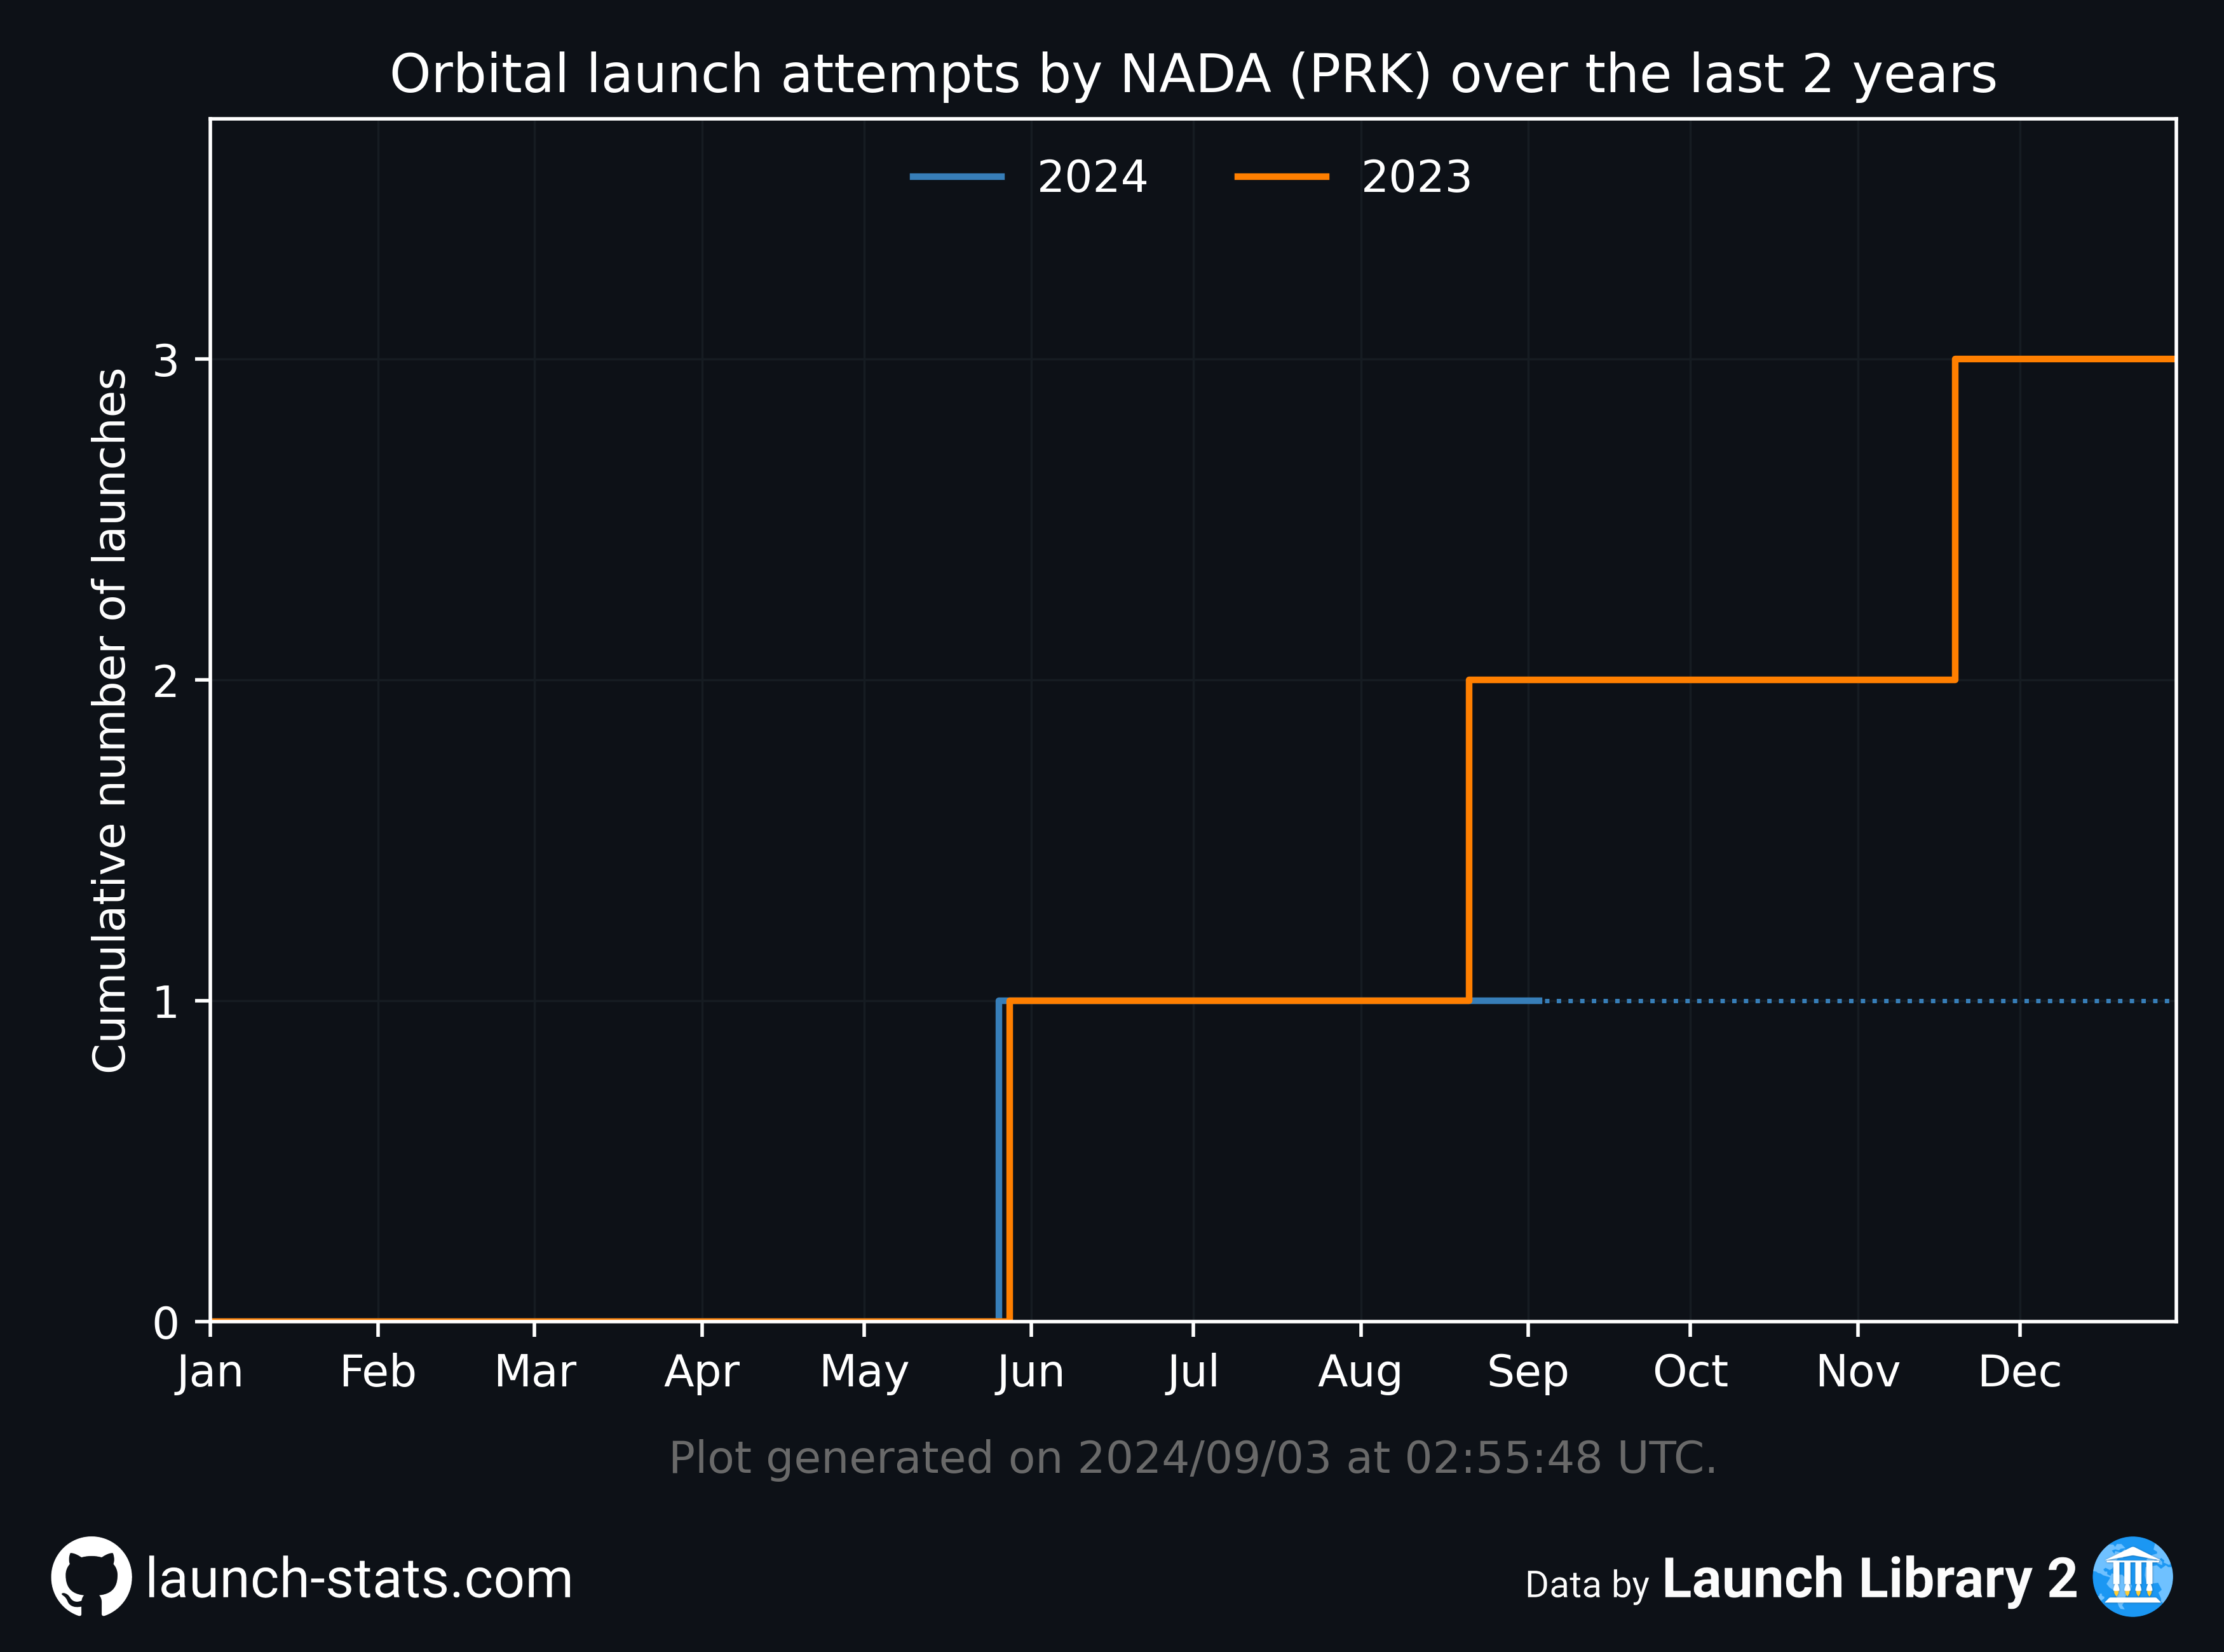 Orbital launch attempts by NADA (PRK) over the last 2 years
2024 2023
Cumulative number of launches
3
2
1
0
Jan Feb Mar Apr May Jun Jul Aug Sep Oct Nov Dec
Plot generated on 2024/09/03 at 02:55:48 UTC.
launch-stats.com
Data by Launch Library 2